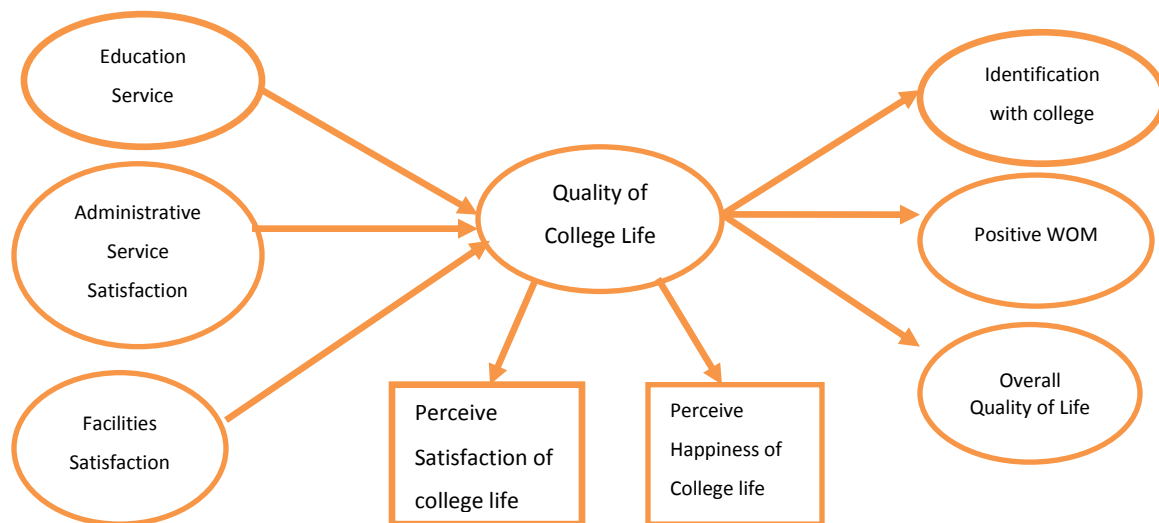 Education
Service
Administrative
Service
Satisfaction
Facilities
Satisfaction
Quality of
College Life
Perceive
Satisfaction of
college life
Perceive
Happiness of
College life
Identification
with college
Positive WOM
Overall
Quality of Life